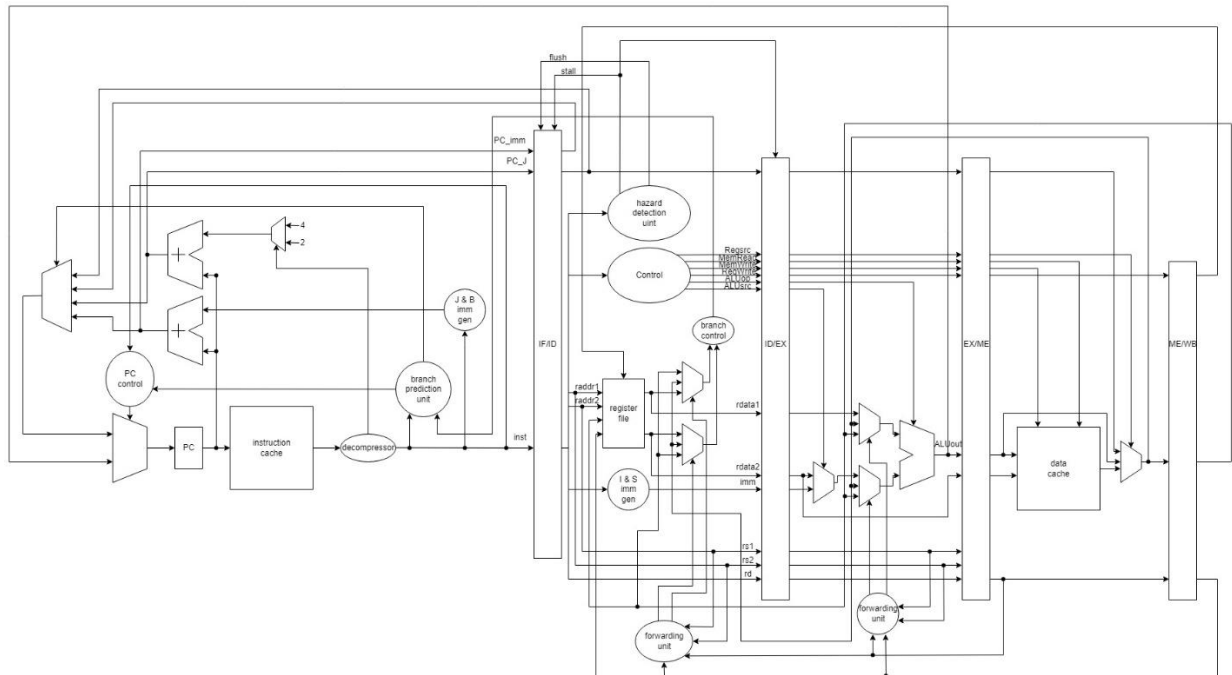 flush
stall
PC_imm
PC_J
hazard
detection
uint
4
2
Regsrc
MemRead
MemWrite
RegWrite
ALUop
ALUsrc
Control
J & B
imm
gen
branch
control
IF/ID
ID/EX
EX/ME
ME/WB
PC
control
branch
prediction
unit
raddr1
raddr2
register
file
rdata1
inst
PC
instruction
cache
decompressor
ALUout
data
cache
rdata2
imm
I & S
imm
gen
rs1
rs2
rd
forwarding
unit
forwarding
unit